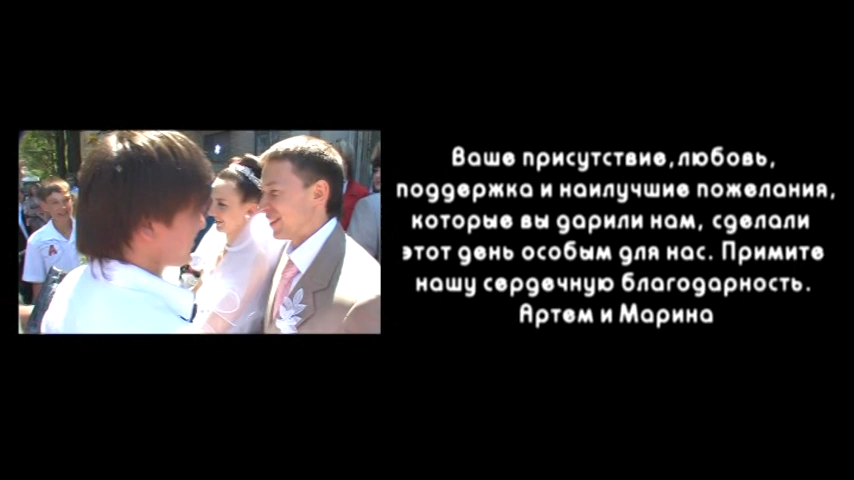 Ваше присутствие, любовь,
поддержка и наилучшие пожелания,
которые вы дарили нам, сделали
этот день особым для нас. Примите
нашу сердечную благодарность.
Артем и Марина